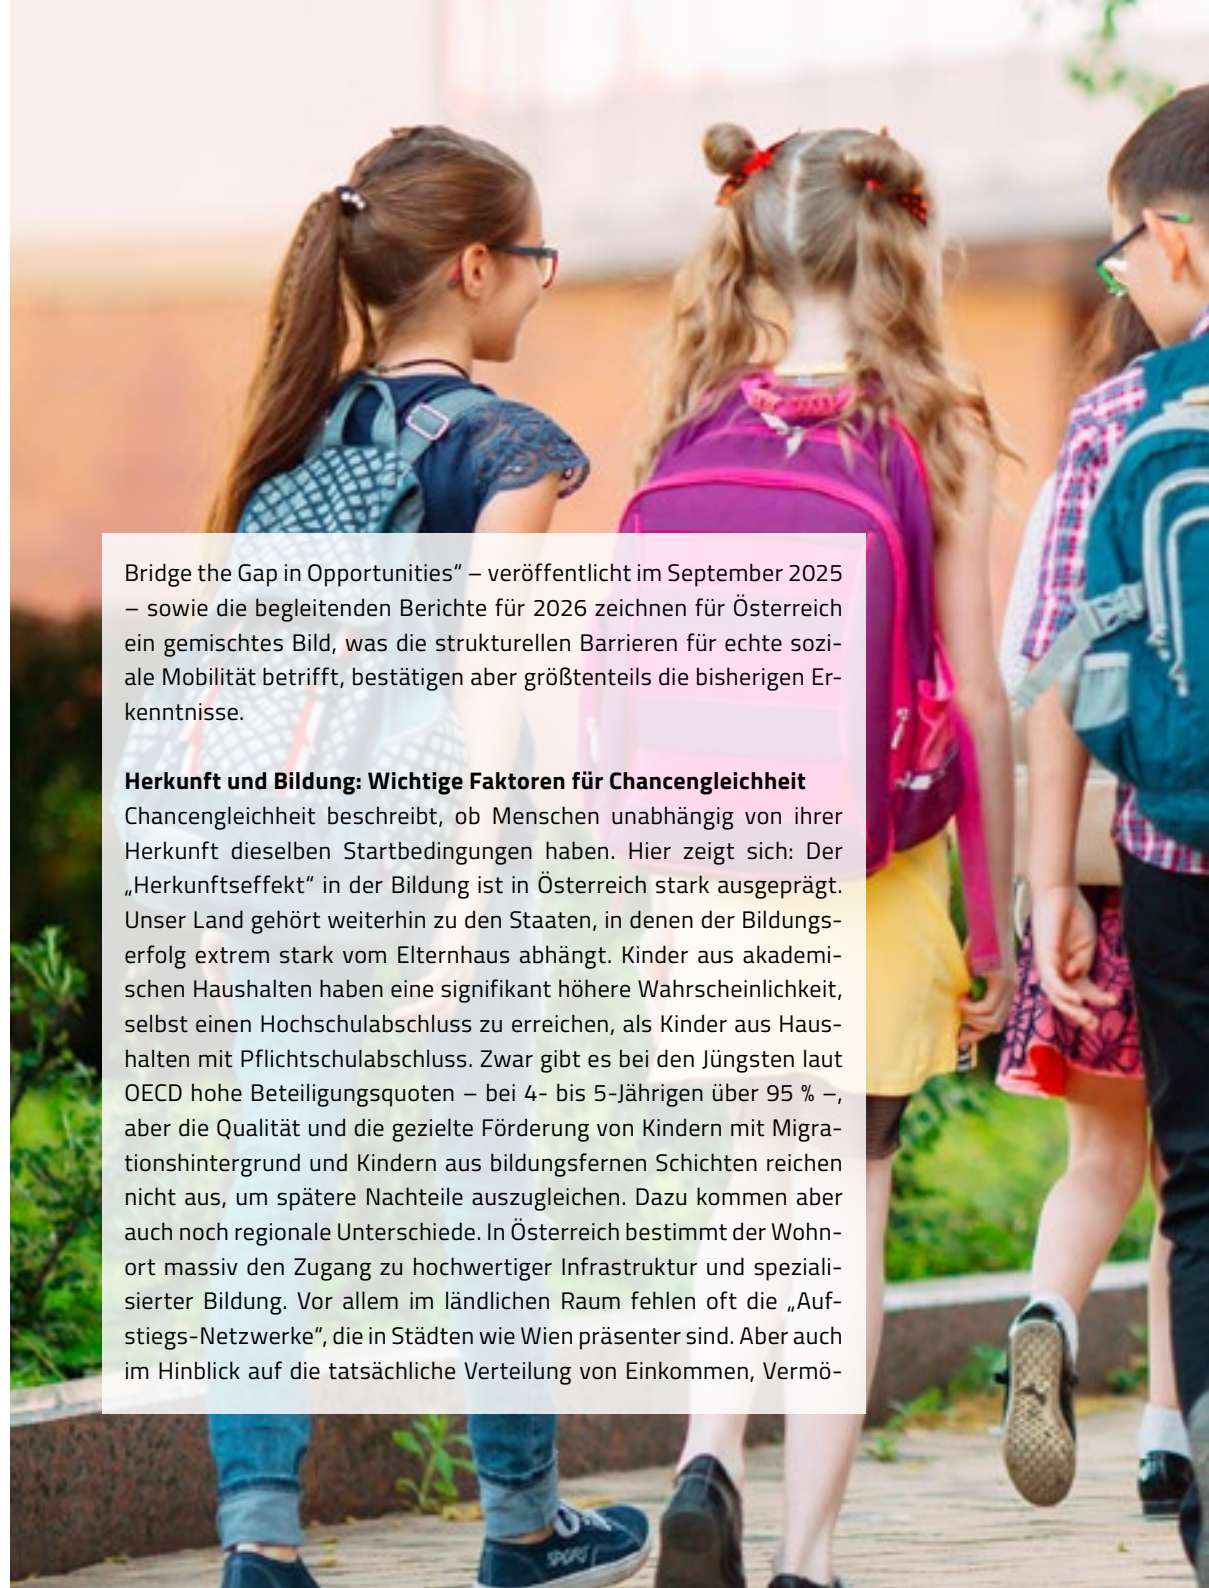 Bridge the Gap in Opportunities“ – veröffentlicht im September 2025
– sowie die begleitenden Berichte für 2026 zeichnen für Österreich
ein gemischtes Bild, was die strukturellen Barrieren für echte sozi-
ale Mobilität betrifft, bestätigen aber größtenteils die bisherigen Er-
kenntnisse.
Herkunft und Bildung: Wichtige Faktoren für Chancengleichheit
Chancengleichheit beschreibt, ob Menschen unabhängig von ihrer
Herkunft dieselben Startbedingungen haben. Hier zeigt sich: Der
„Herkunftseffekt“ in der Bildung ist in Österreich stark ausgeprägt.
Unser Land gehört weiterhin zu den Staaten, in denen der Bildungs-
erfolg extrem stark vom Elternhaus abhängt. Kinder aus akademi-
schen Haushalten haben eine signifikant höhere Wahrscheinlichkeit,
selbst einen Hochschulabschluss zu erreichen, als Kinder aus Haus-
halten mit Pflichtschulabschluss. Zwar gibt es bei den Jüngsten laut
OECD hohe Beteiligungsquoten – bei 4- bis 5-Jährigen über 95 % –,
aber die Qualität und die gezielte Förderung von Kindern mit Migra-
tionshintergrund und Kindern aus bildungsfernen Schichten reichen
nicht aus, um spätere Nachteile auszugleichen. Dazu kommen aber
auch noch regionale Unterschiede. In Österreich bestimmt der Wohn-
ort massiv den Zugang zu hochwertiger Infrastruktur und speziali-
sierter Bildung. Vor allem im ländlichen Raum fehlen oft die „Auf-
stiegs-Netzwerke“, die in Städten wie Wien präsenter sind. Aber auch
im Hinblick auf die tatsächliche Verteilung von Einkommen, Vermö-
SPORT